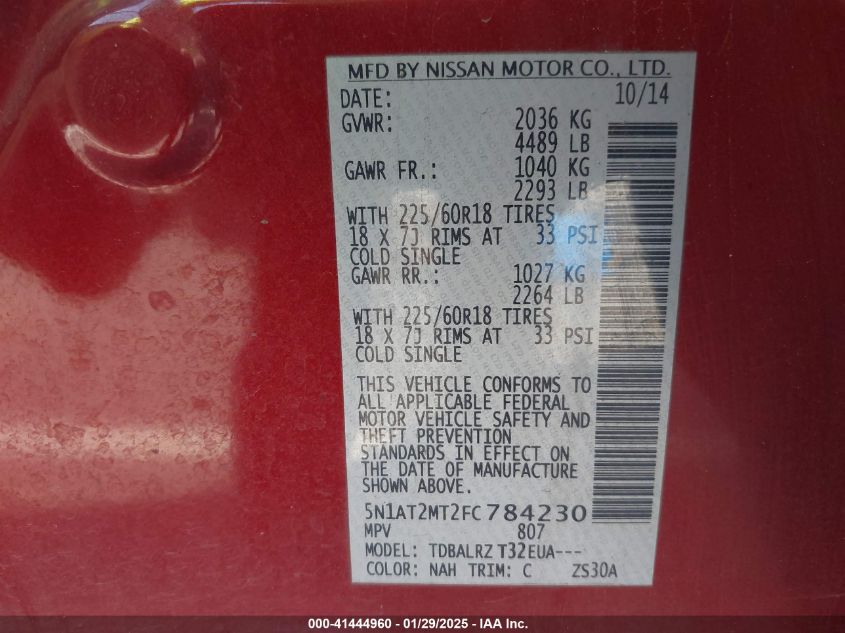 MFD BY NISSAN MOTOR CO., LTD.
DATE: 10/14
GVWR: 2036 KG
4489 LB
GAWR FR.: 1040 KG
2293 LB
WITH 225/60R18 TIRES
18 X 7J RIMS AT 33 PSI
COLD SINGLE
GAWR RR.: 1027 KG
2264 LB
WITH 225/60R18 TIRES
18 X 7J RIMS AT 33 PSI
COLD SINGLE
THIS VEHICLE CONFORMS TO
ALL APPLICABLE FEDERAL
MOTOR VEHICLE SAFETY AND
THEFT PREVENTION
STANDARDS IN EFFECT ON
THE DATE OF MANUFACTURE
SHOWN ABOVE.
5N1AT2MT2FC784230
MPV 807
MODEL: TDBALRZ T32EUA---
COLOR: NAH TRIM: C ZS30A
000-41444960 - 01/29/2025 - IAA Inc.